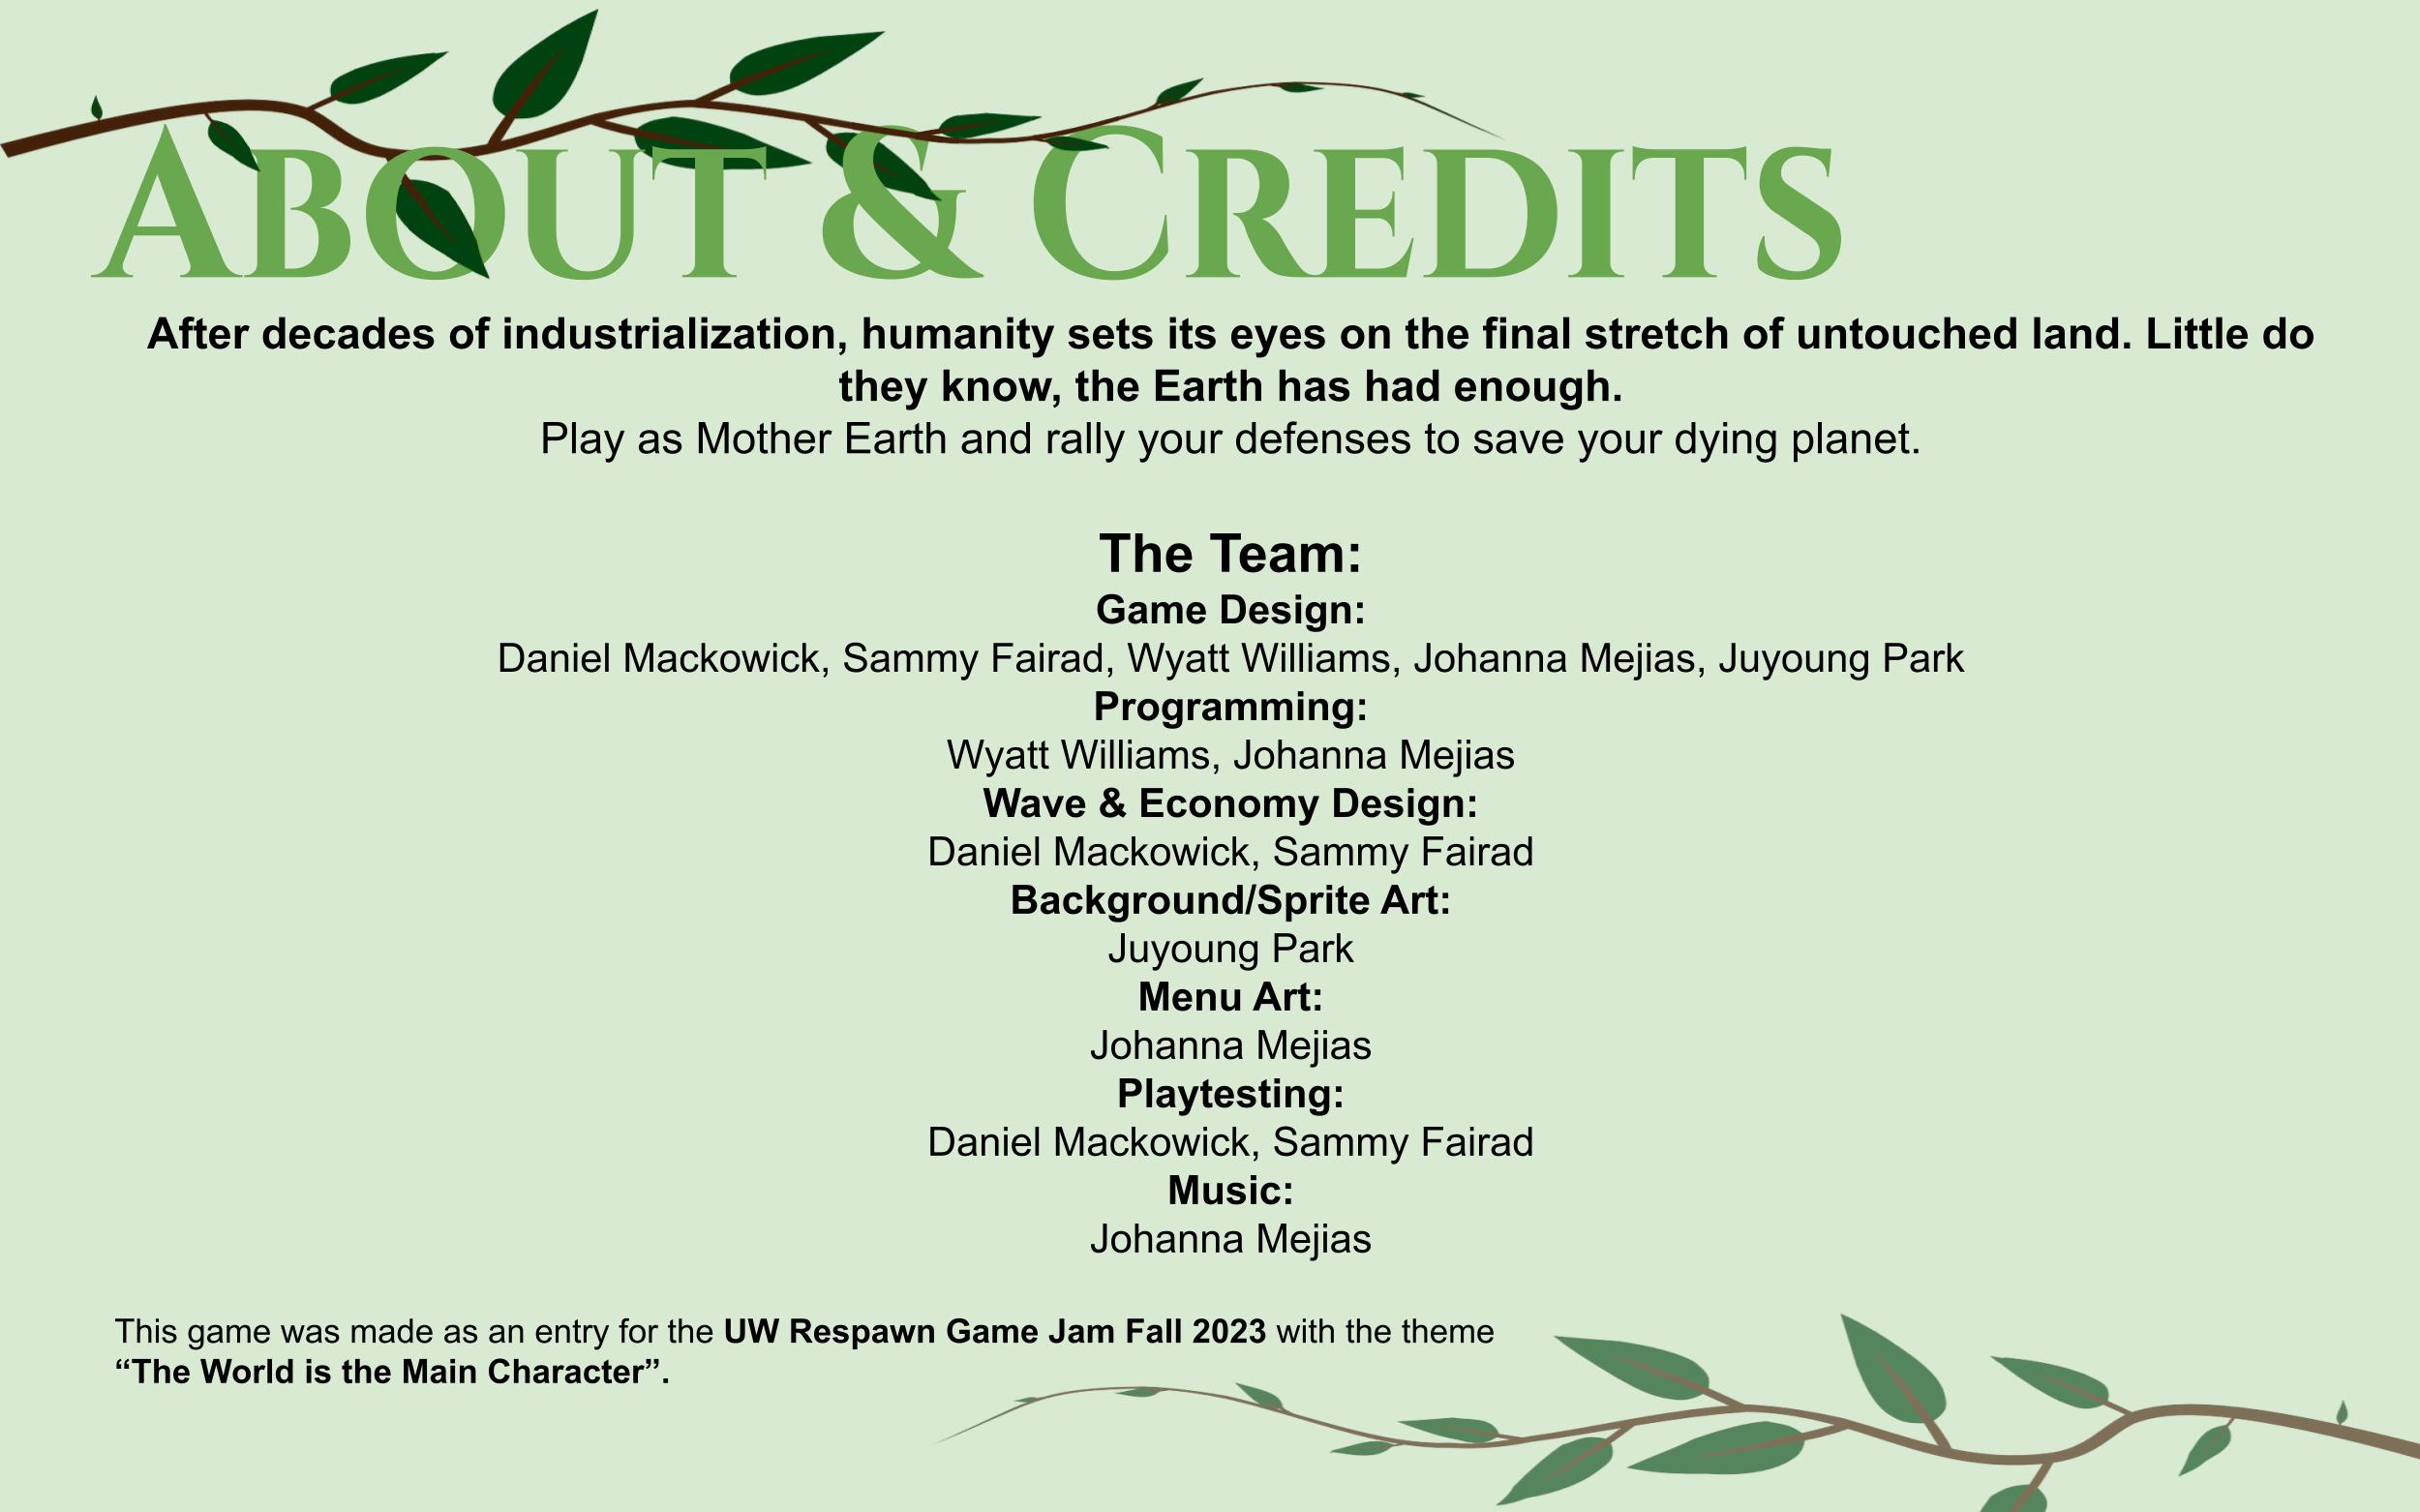 ABOUT & CREDITS
After decades of industrialization, humanity sets its eyes on the final stretch of untouched land. Little do
they know, the Earth has had enough.
Play as Mother Earth and rally your defenses to save your dying planet.
The Team:
Game Design:
Daniel Mackowick, Sammy Fairad, Wyatt Williams, Johanna Mejias, Juyoung Park
Programming:
Wyatt Williams, Johanna Mejias
Wave & Economy Design:
Daniel Mackowick, Sammy Fairad
Background/Sprite Art:
Juyoung Park
Menu Art:
Johanna Mejias
Playtesting:
Daniel Mackowick, Sammy Fairad
Music:
Johanna Mejias
This game was made as an entry for the UW Respawn Game Jam Fall 2023 with the theme
“The World is the Main Character”.